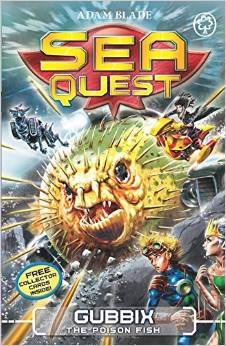 ADAM BLADE
SEA
QUEST
FREE
COLLECTOR
CARDS
INSIDE!
GUBBIX
THE POISON FISH